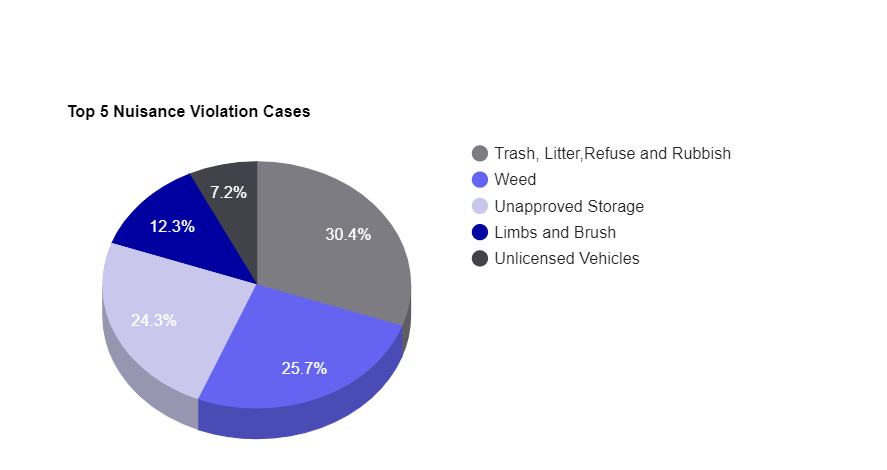 Top 5 Nuisance Violation Cases
7.2%
12.3%
30.4%
24.3%
25.7%
Trash, Litter,Refuse and Rubbish
Weed
Unapproved Storage
Limbs and Brush
Unlicensed Vehicles